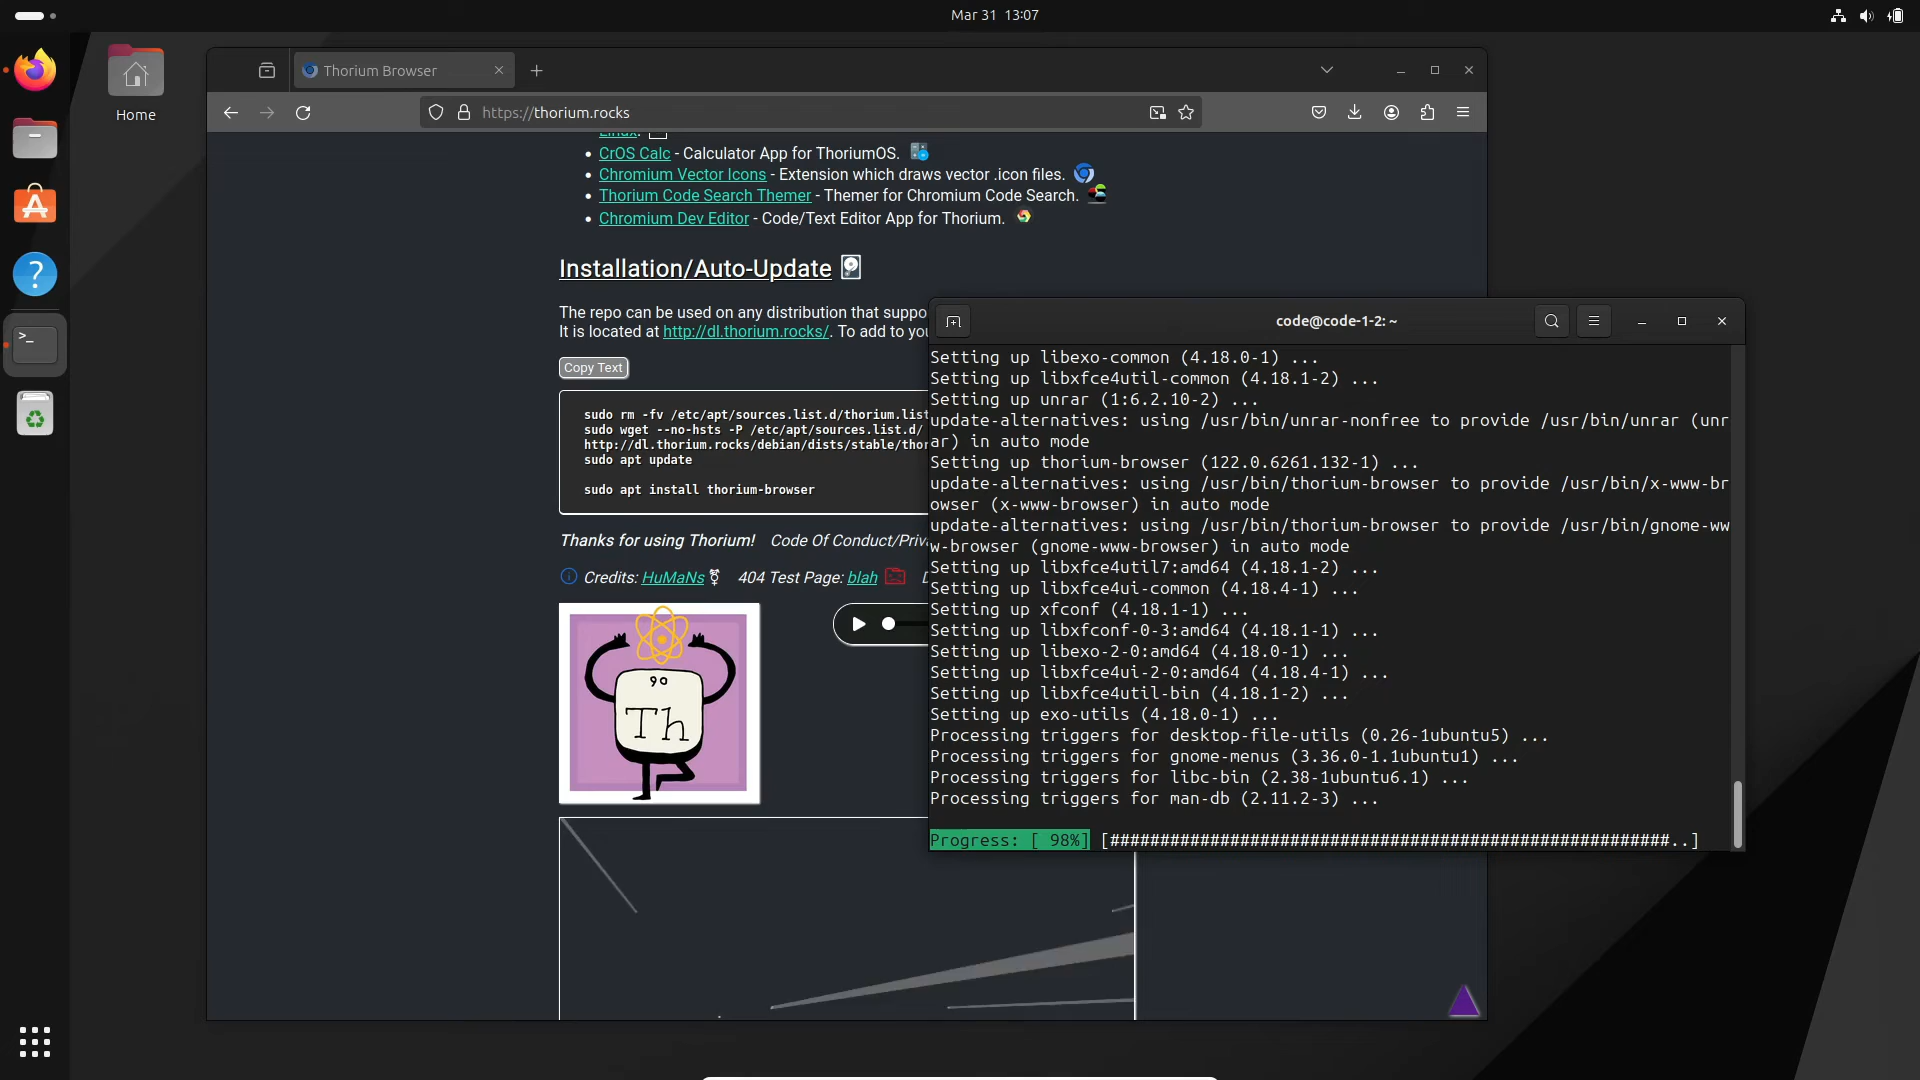 Mar 31 13:07
Home
Thorium Browser
https://thorium.rocks
Linux.
CrOS Calc - Calculator App for ThoriumOS.
Chromium Vector Icons - Extension which draws vector .icon files.
Thorium Code Search Themer - Themer for Chromium Code Search.
Chromium Dev Editor - Code/Text Editor App for Thorium.
Installation/Auto-Update
The repo can be used on any distribution that suppo
It is located at http://dl.thorium.rocks/. To add to you
Copy Text
sudo rm -fv /etc/apt/sources.list.d/thorium.list
sudo wget --no-hsts -P /etc/apt/sources.list.d/
http://dl.thorium.rocks/debian/dists/stable/thor
sudo apt update
sudo apt install thorium-browser
Thanks for using Thorium! Code Of Conduct/Priva
Credits: HuMaNs 404 Test Page: blah D
90
Th
code@code-1-2: ~
Setting up libexo-common (4.18.0-1) ...
Setting up libxfce4util-common (4.18.1-2) ...
Setting up unrar (1:6.2.10-2) ...
update-alternatives: using /usr/bin/unrar-nonfree to provide /usr/bin/unrar (unr
ar) in auto mode
Setting up thorium-browser (122.0.6261.132-1) ...
update-alternatives: using /usr/bin/thorium-browser to provide /usr/bin/x-www-br
owser (x-www-browser) in auto mode
update-alternatives: using /usr/bin/thorium-browser to provide /usr/bin/gnome-ww
w-browser (gnome-www-browser) in auto mode
Setting up libxfce4util7:amd64 (4.18.1-2) ...
Setting up libxfce4ui-common (4.18.4-1) ...
Setting up xfconf (4.18.1-1) ...
Setting up libxfconf-0-3:amd64 (4.18.1-1) ...
Setting up libexo-2-0:amd64 (4.18.0-1) ...
Setting up libxfce4ui-2-0:amd64 (4.18.4-1) ...
Setting up libxfce4util-bin (4.18.1-2) ...
Setting up exo-utils (4.18.0-1) ...
Processing triggers for desktop-file-utils (0.26-1ubuntu5) ...
Processing triggers for gnome-menus (3.36.0-1.1ubuntu1) ...
Processing triggers for libc-bin (2.38-1ubuntu6.1) ...
Processing triggers for man-db (2.11.2-3) ...
Progress: [ 98%] [########################################################..]